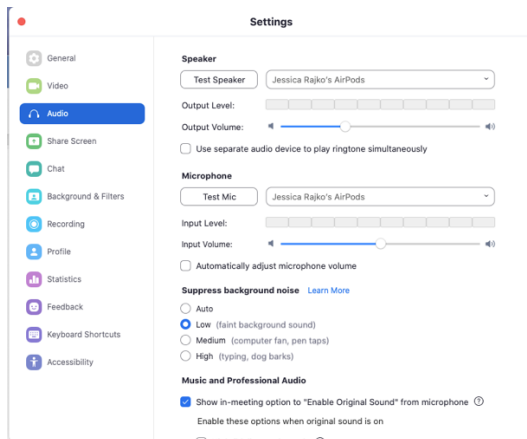 Settings
General
Video
Audio
Share Screen
Chat
Background & Filters
Recording
Profile
Statistics
Feedback
Keyboard Shortcuts
Accessibility
Speaker
Test Speaker Jessica Rajko's AirPods
Output Level:
Output Volume:
Use separate audio device to play ringtone simultaneously
Microphone
Test Mic Jessica Rajko's AirPods
Input Level:
Input Volume:
Automatically adjust microphone volume
Suppress background noise Learn More
Auto
Low (faint background sound)
Medium (computer fan, pen taps)
High (typing, dog barks)
Music and Professional Audio
Show in-meeting option to "Enable Original Sound" from microphone ?
Enable these options when original sound is on